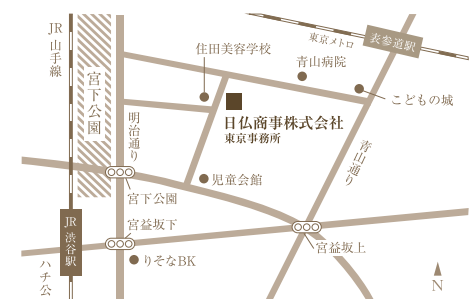 JR 山手線
宮下公園
住田美容学校
東京メトロ
表参道駅
青山病院
こどもの城
日仏商事株式会社
東京事務所
明治通り
青山通り
児童会館
宮下公園
宮益坂下
JR 渋谷駅
宮益坂上
りそなBK
ハチ公
N